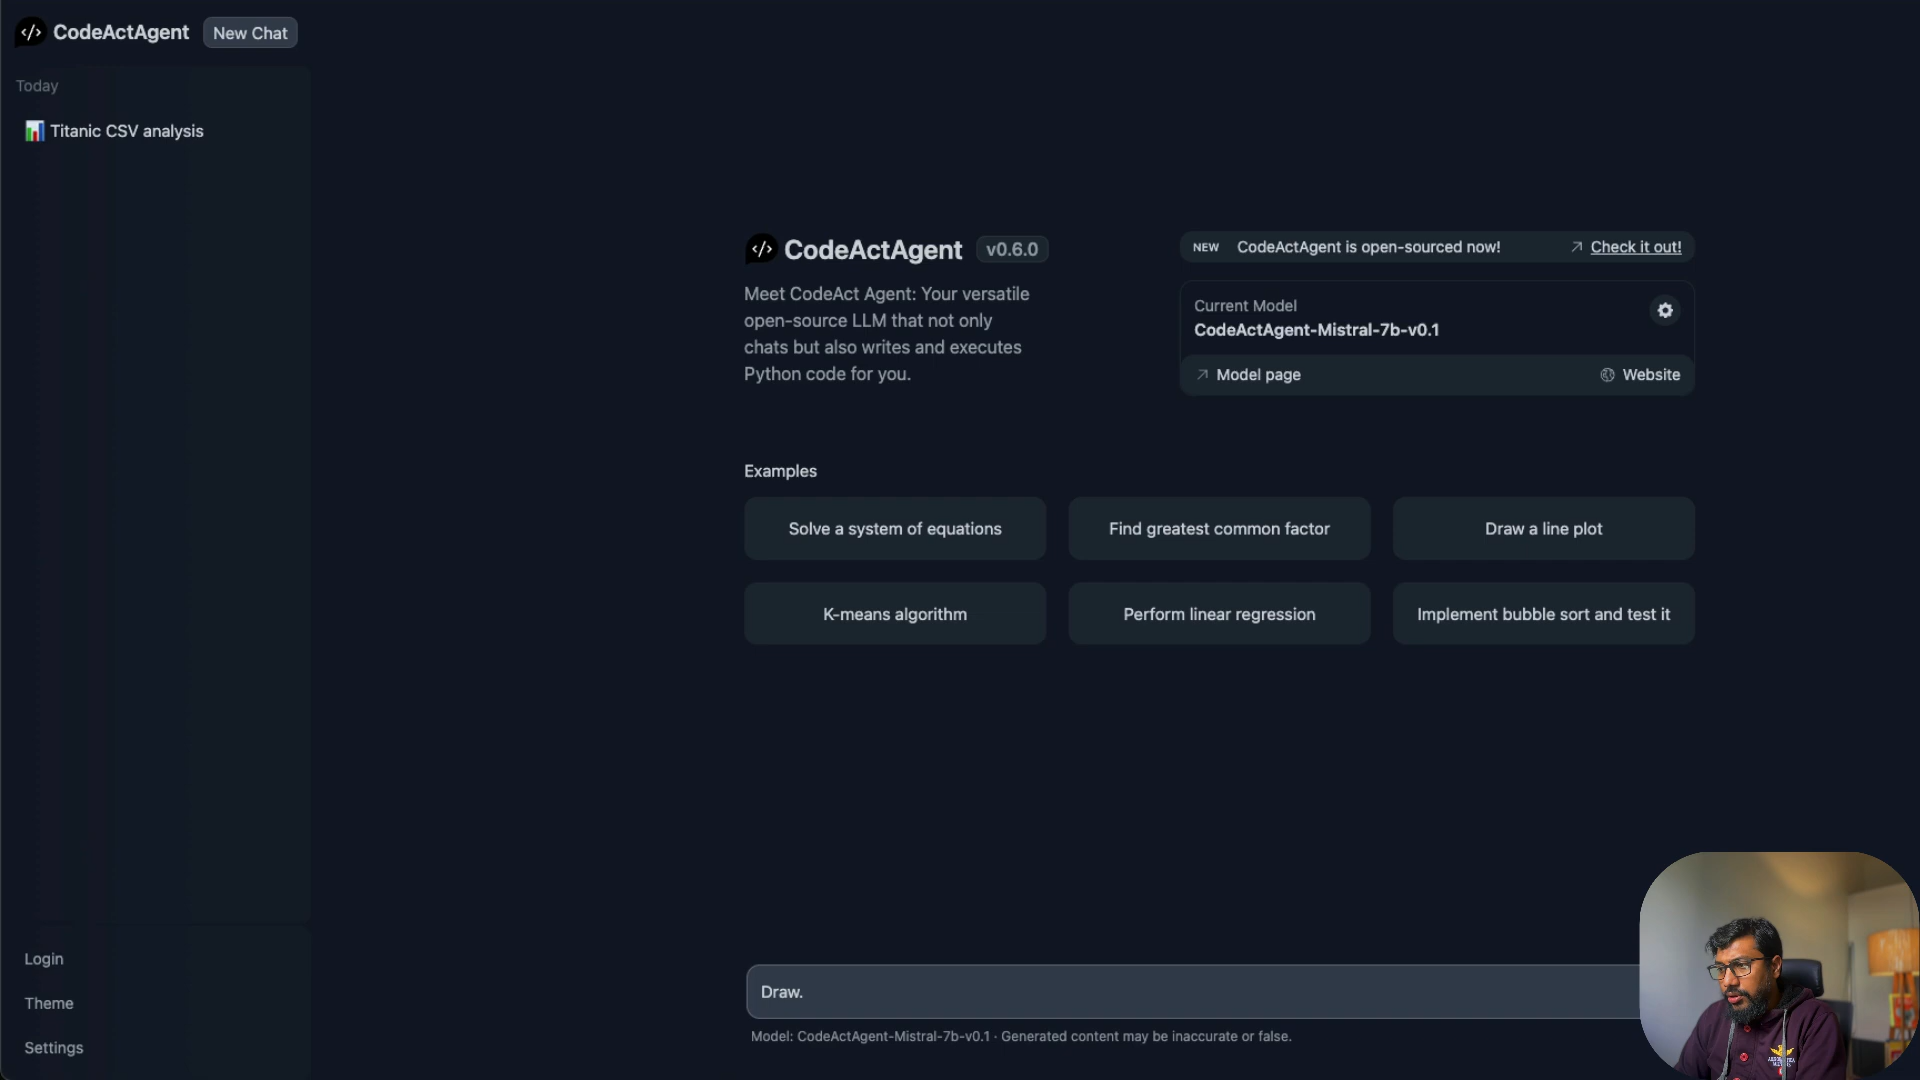 CodeActAgent
New Chat
Today
Titanic CSV analysis
CodeActAgent v0.6.0
Meet CodeAct Agent: Your versatile
open-source LLM that not only
chats but also writes and executes
Python code for you.
NEW CodeActAgent is open-sourced now! Check it out!
Current Model
CodeActAgent-Mistral-7b-v0.1
Model page
Website
Examples
Solve a system of equations
Find greatest common factor
Draw a line plot
K-means algorithm
Perform linear regression
Implement bubble sort and test it
Login
Theme
Settings
Draw.
Model: CodeActAgent-Mistral-7b-v0.1 · Generated content may be inaccurate or false.